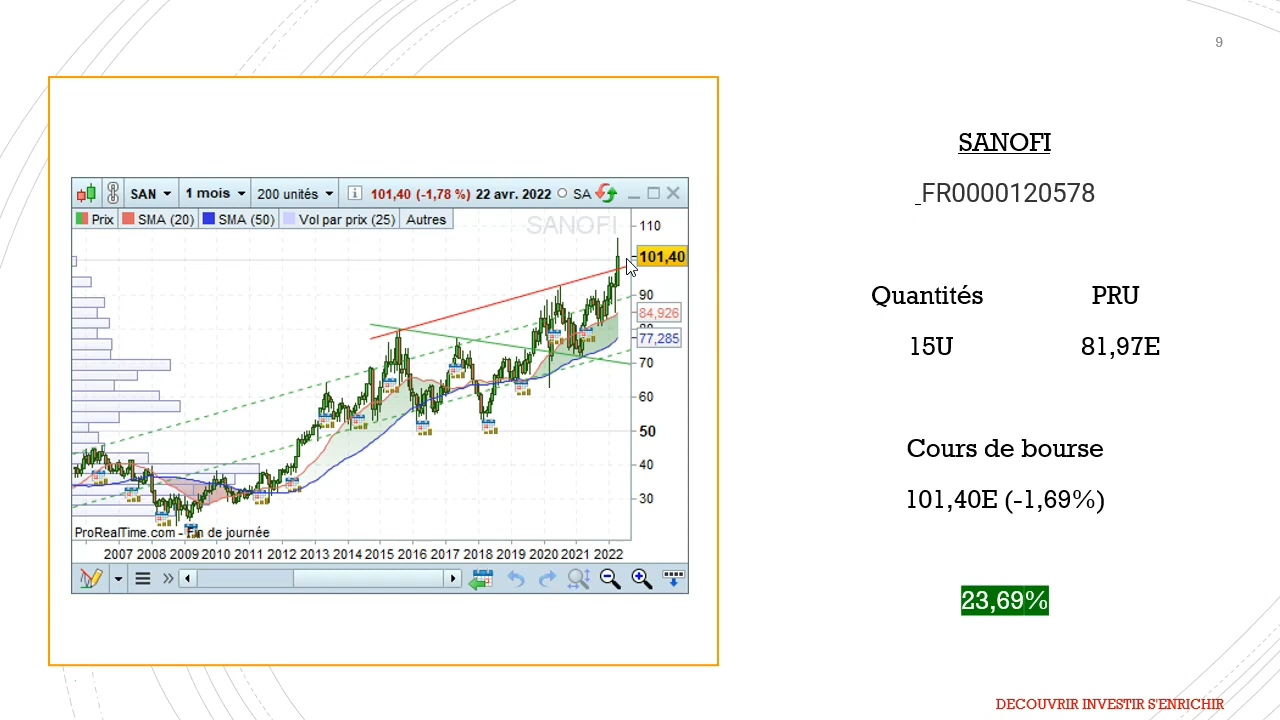 9
SANOFI
FR0000120578
Quantités PRU
15U 81,97E
Cours de bourse
101,40E (-1,69%)
23,69%
SAN 1 mois 200 unités 101,40 (-1,78 %) 22 avr. 2022 SA
Prix SMA (20) SMA (50) Vol par prix (25) Autres
SANOFI
110
101,40
90
84,926
77,285
70
60
50
40
30
ProRealTime.com - Fin de journée
2007 2008 2009 2010 2011 2012 2013 2014 2015 2016 2017 2018 2019 2020 2021 2022
DECOUVRIR INVESTIR S'ENRICHIR